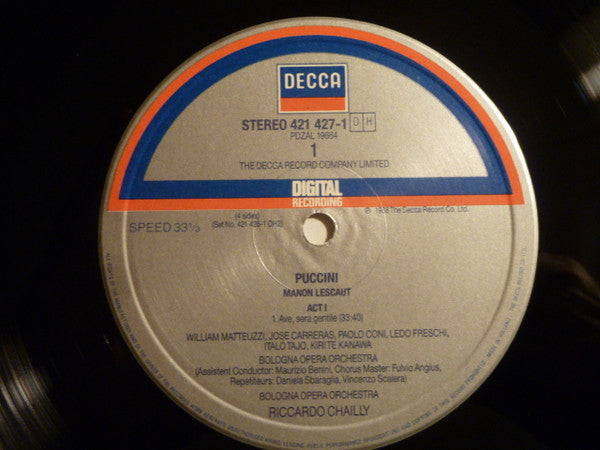 DECCA
STEREO 421 427-1 D H
PDZAL 19664
1
THE DECCA RECORD COMPANY LIMITED
DIGITAL
RECORDING
SPEED 33⅓
(4 sides)
(Set No. 421 426-1 DH2)
℗ 1988 The Decca Record Co. Ltd.
PUCCINI
MANON LESCAUT
ACT I
1. Ave, sera gentile (33:40)
WILLIAM MATTEUZZI, JOSE CARRERAS, PAOLO CONI, LEDO FRESCHI,
ITALO TAJO, KIRI TE KANAWA
BOLOGNA OPERA ORCHESTRA
(Assistent Conductor: Maurizio Benini, Chorus Master: Fulvio Angius,
Repetiteurs: Daniela Sbaraglia, Vincenzo Scalera)
BOLOGNA OPERA ORCHESTRA
RICCARDO CHAILLY